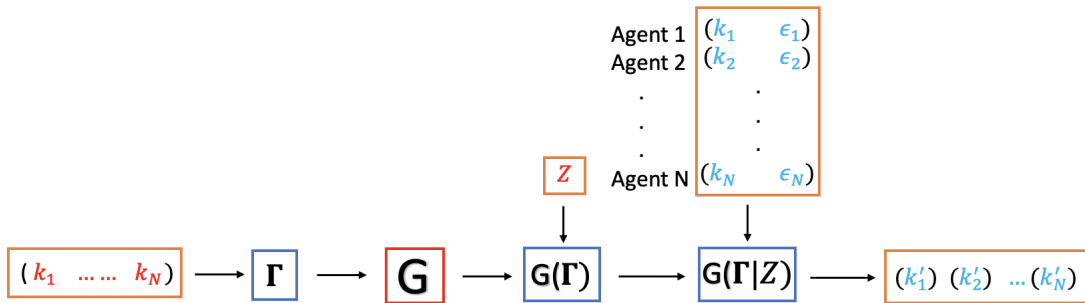 Agent 1 (k₁ ϵ₁)
Agent 2 (k₂ ϵ₂)
. .
. .
. .
Z
Agent N (k_N ϵ_N)
( k₁ …… k_N) Γ G G(Γ) G(Γ|Z) (k′₁) (k′₂) …(k′_N)